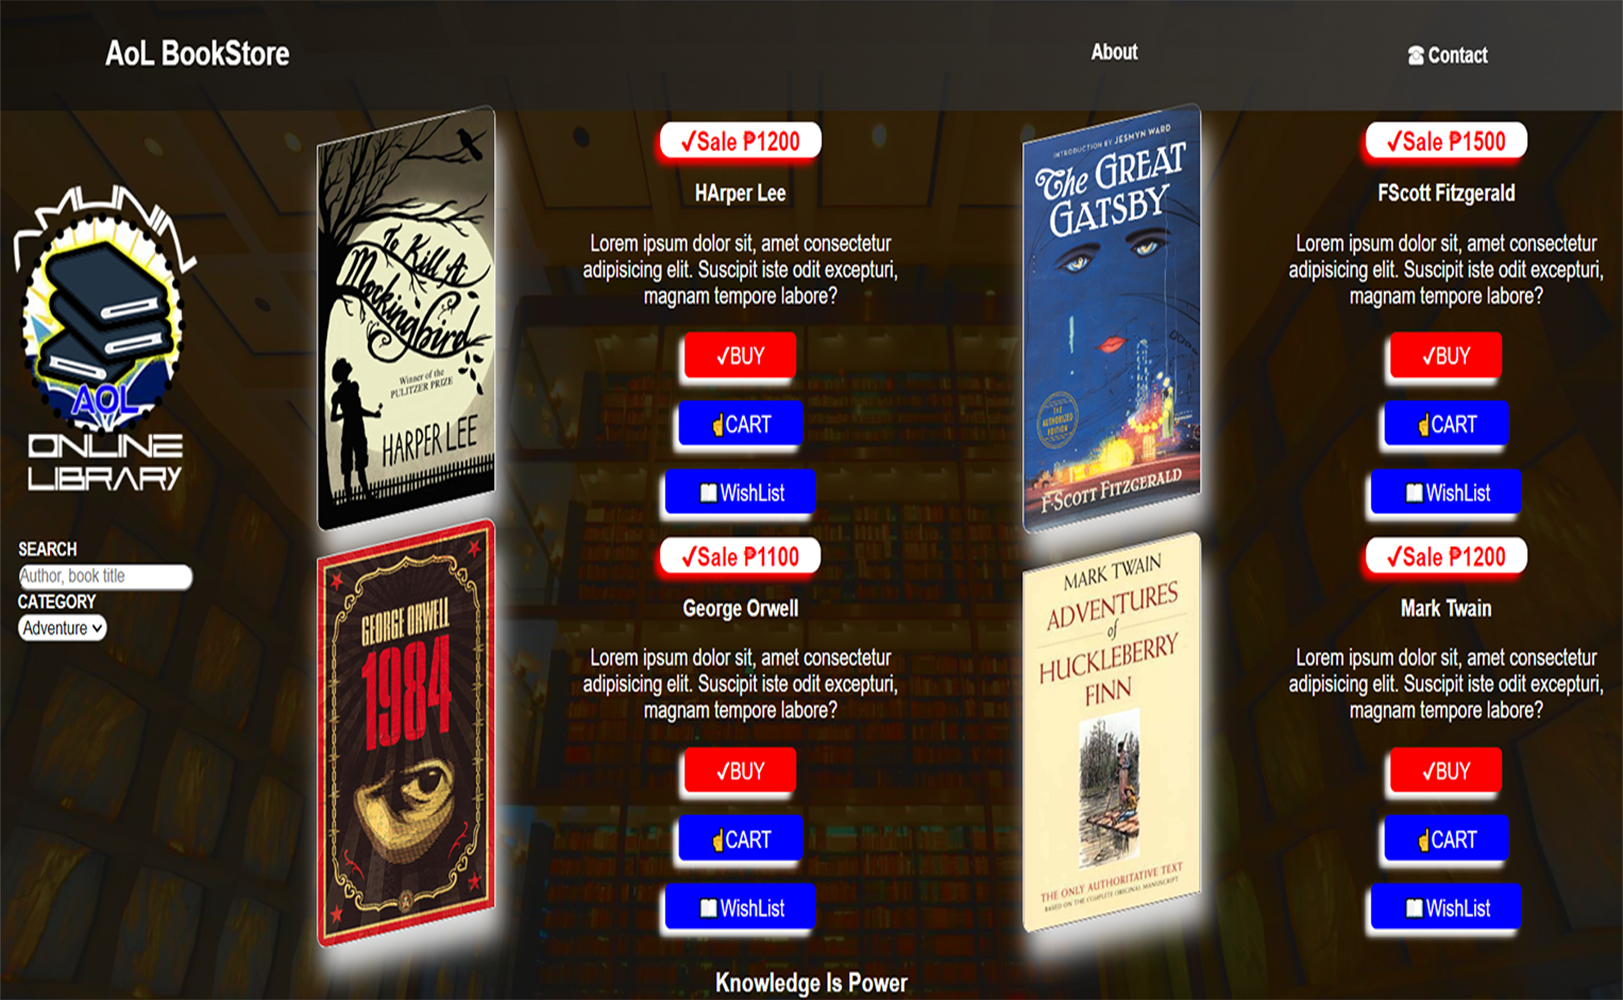 AoL BookStore
About
☎ Contact
AMUNIN
AOL
ONLINE
LIBRARY
SEARCH
Author, book title
CATEGORY
Adventure
To Kill A
Mockingbird
Winner of the
PULITZER PRIZE
HARPER LEE
✓Sale ₱1200
HArper Lee
Lorem ipsum dolor sit, amet consectetur
adipisicing elit. Suscipit iste odit excepturi,
magnam tempore labore?
✓BUY
☝CART
📖WishList
INTRODUCTION BY JESMYN WARD
The GREAT
GATSBY
THE
AUTHORIZED
EDITION
F·SCOTT FITZGERALD
✓Sale ₱1500
FScott Fitzgerald
Lorem ipsum dolor sit, amet consectetur
adipisicing elit. Suscipit iste odit excepturi,
magnam tempore labore?
✓BUY
☝CART
📖WishList
GEORGE ORWELL
1984
✓Sale ₱1100
George Orwell
Lorem ipsum dolor sit, amet consectetur
adipisicing elit. Suscipit iste odit excepturi,
magnam tempore labore?
✓BUY
☝CART
📖WishList
MARK TWAIN
ADVENTURES
of
HUCKLEBERRY
FINN
THE ONLY AUTHORITATIVE TEXT
BASED ON THE COMPLETE ORIGINAL MANUSCRIPT
✓Sale ₱1200
Mark Twain
Lorem ipsum dolor sit, amet consectetur
adipisicing elit. Suscipit iste odit excepturi,
magnam tempore labore?
✓BUY
☝CART
📖WishList
Knowledge Is Power